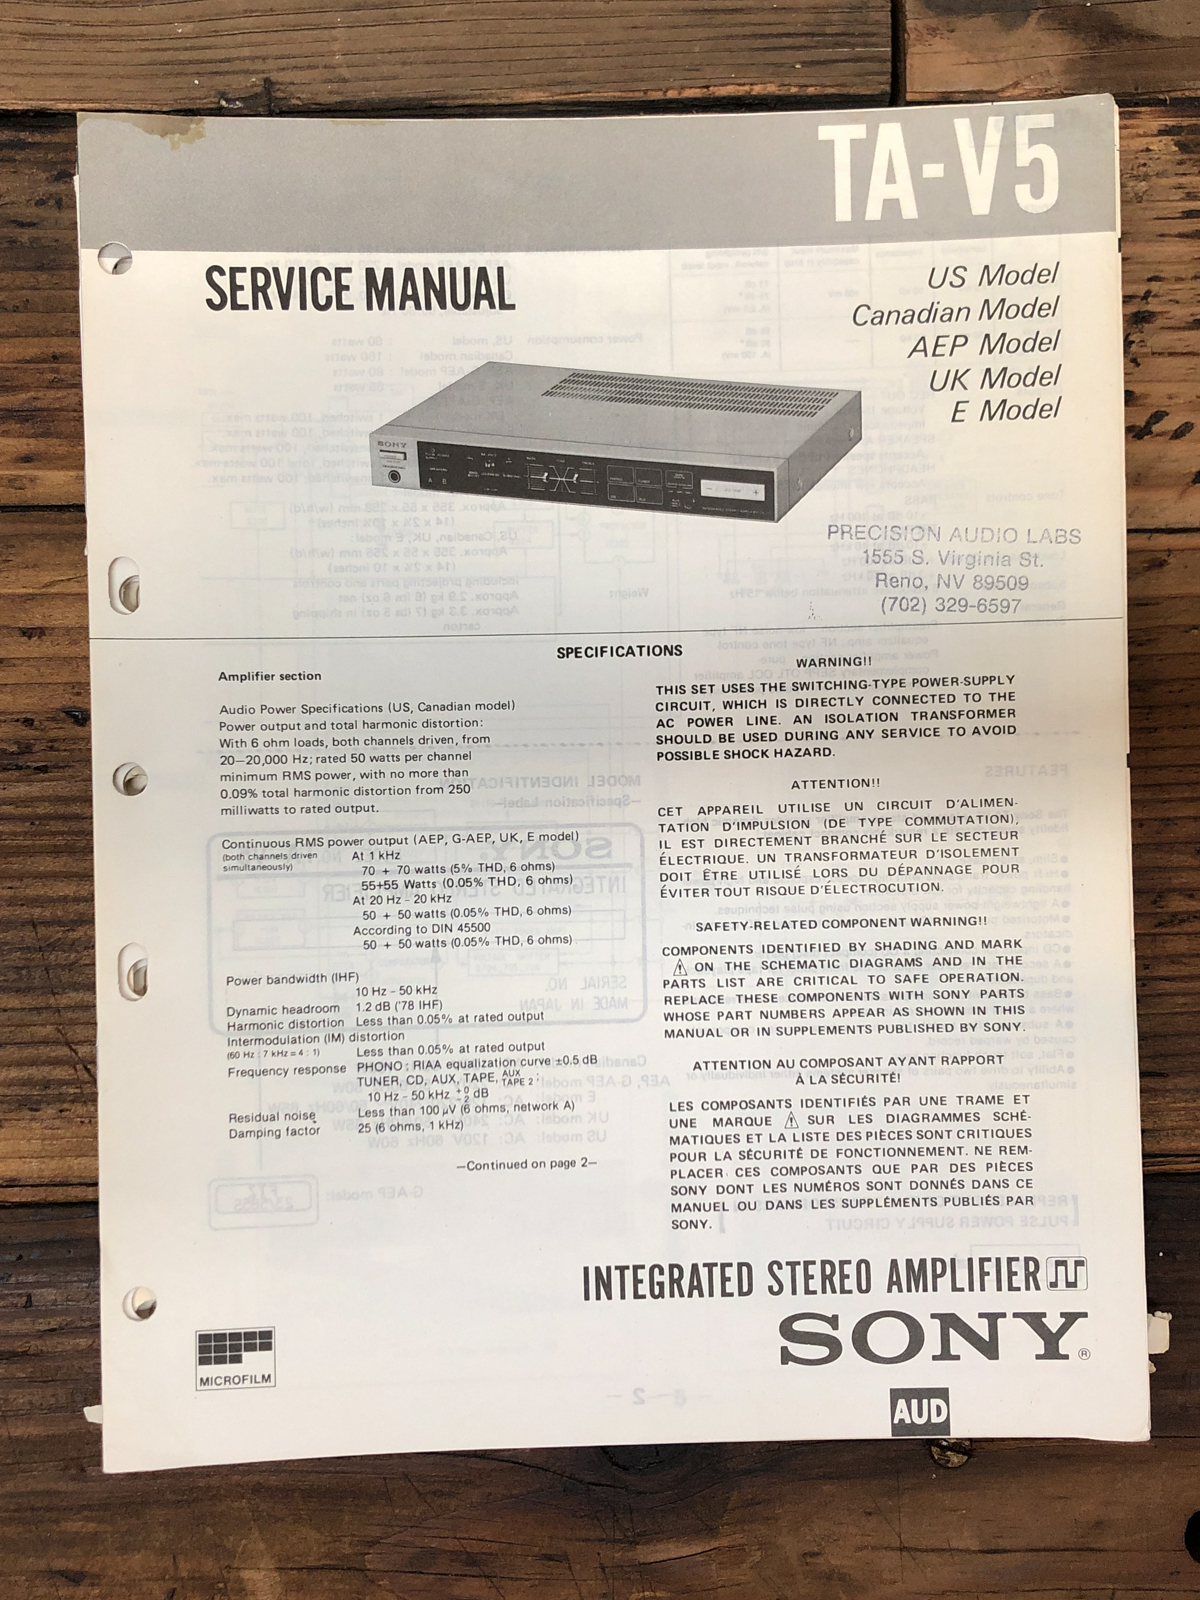 TA-V5
SERVICE MANUAL
US Model
Canadian Model
AEP Model
UK Model
E Model
SONY
A B
PRECISION AUDIO LABS
1555 S. Virginia St.
Reno, NV 89509
(702) 329-6597
SPECIFICATIONS
Amplifier section
Audio Power Specifications (US, Canadian model)
Power output and total harmonic distortion:
With 6 ohm loads, both channels driven, from
20—20,000 Hz; rated 50 watts per channel
minimum RMS power, with no more than
0.09% total harmonic distortion from 250
milliwatts to rated output.
Continuous RMS power output (AEP, G-AEP, UK, E model)
(both channels driven simultaneously) At 1 kHz
70 + 70 watts (5% THD, 6 ohms)
55+55 Watts (0.05% THD, 6 ohms)
At 20 Hz - 20 kHz
50 + 50 watts (0.05% THD, 6 ohms)
According to DIN 45500
50 + 50 watts (0.05% THD, 6 ohms)
Power bandwidth (IHF)
10 Hz - 50 kHz
Dynamic headroom 1.2 dB ('78 IHF)
Harmonic distortion Less than 0.05% at rated output
Intermodulation (IM) distortion
(60 Hz : 7 kHz = 4 : 1) Less than 0.05% at rated output
Frequency response PHONO : RIAA equalization curve ±0.5 dB
TUNER, CD, AUX, TAPE, AUX TAPE 2 :
10 Hz - 50 kHz +0 -2 dB
Residual noise Less than 100 μV (6 ohms, network A)
Damping factor 25 (6 ohms, 1 kHz)
—Continued on page 2—
WARNING!!
THIS SET USES THE SWITCHING-TYPE POWER-SUPPLY
CIRCUIT, WHICH IS DIRECTLY CONNECTED TO THE
AC POWER LINE. AN ISOLATION TRANSFORMER
SHOULD BE USED DURING ANY SERVICE TO AVOID
POSSIBLE SHOCK HAZARD.
ATTENTION!!
CET APPAREIL UTILISE UN CIRCUIT D'ALIMEN-
TATION D'IMPULSION (DE TYPE COMMUTATION),
IL EST DIRECTEMENT BRANCHÉ SUR LE SECTEUR
ÉLECTRIQUE. UN TRANSFORMATEUR D'ISOLEMENT
DOIT ÊTRE UTILISÉ LORS DU DÉPANNAGE POUR
ÉVITER TOUT RISQUE D'ÉLECTROCUTION.
SAFETY-RELATED COMPONENT WARNING!!
COMPONENTS IDENTIFIED BY SHADING AND MARK
⚠ ON THE SCHEMATIC DIAGRAMS AND IN THE
PARTS LIST ARE CRITICAL TO SAFE OPERATION.
REPLACE THESE COMPONENTS WITH SONY PARTS
WHOSE PART NUMBERS APPEAR AS SHOWN IN THIS
MANUAL OR IN SUPPLEMENTS PUBLISHED BY SONY.
ATTENTION AU COMPOSANT AYANT RAPPORT
À LA SÉCURITÉ!
LES COMPOSANTS IDENTIFIÉS PAR UNE TRAME ET
UNE MARQUE ⚠ SUR LES DIAGRAMMES SCHÉ-
MATIQUES ET LA LISTE DES PIÈCES SONT CRITIQUES
POUR LA SÉCURITÉ DE FONCTIONNEMENT. NE REM-
PLACER CES COMPOSANTS QUE PAR DES PIÈCES
SONY DONT LES NUMÉROS SONT DONNÉS DANS CE
MANUEL OU DANS LES SUPPLÉMENTS PUBLIÉS PAR
SONY.
INTEGRATED STEREO AMPLIFIER
SONY®
MICROFILM
AUD